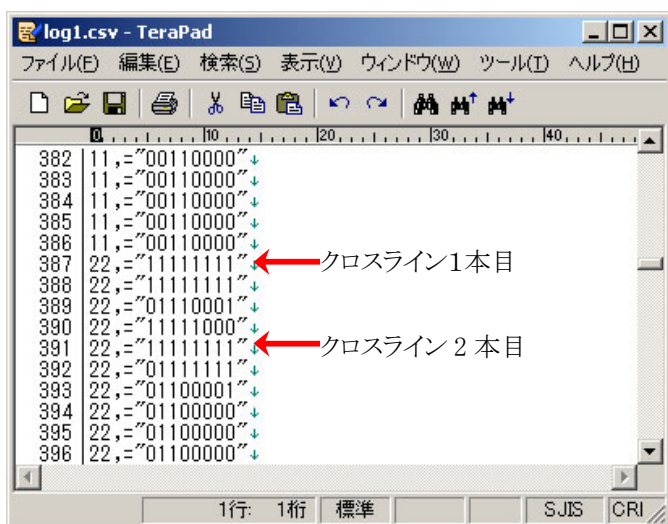 log1.csv - TeraPad
ファイル(F) 編集(E) 検索(S) 表示(V) ウィンドウ(W) ツール(T) ヘルプ(H)
0 10 20 30 40
382 11,="00110000"↓
383 11,="00110000"↓
384 11,="00110000"↓
385 11,="00110000"↓
386 11,="00110000"↓
387 22,="11111111"↓ クロスライン1本目
388 22,="11111111"↓
389 22,="01110001"↓
390 22,="11111000"↓
391 22,="11111111"↓ クロスライン 2 本目
392 22,="01111111"↓
393 22,="01100001"↓
394 22,="01100000"↓
395 22,="01100000"↓
396 22,="01100000"↓
1行: 1桁 標準 SJIS CRI